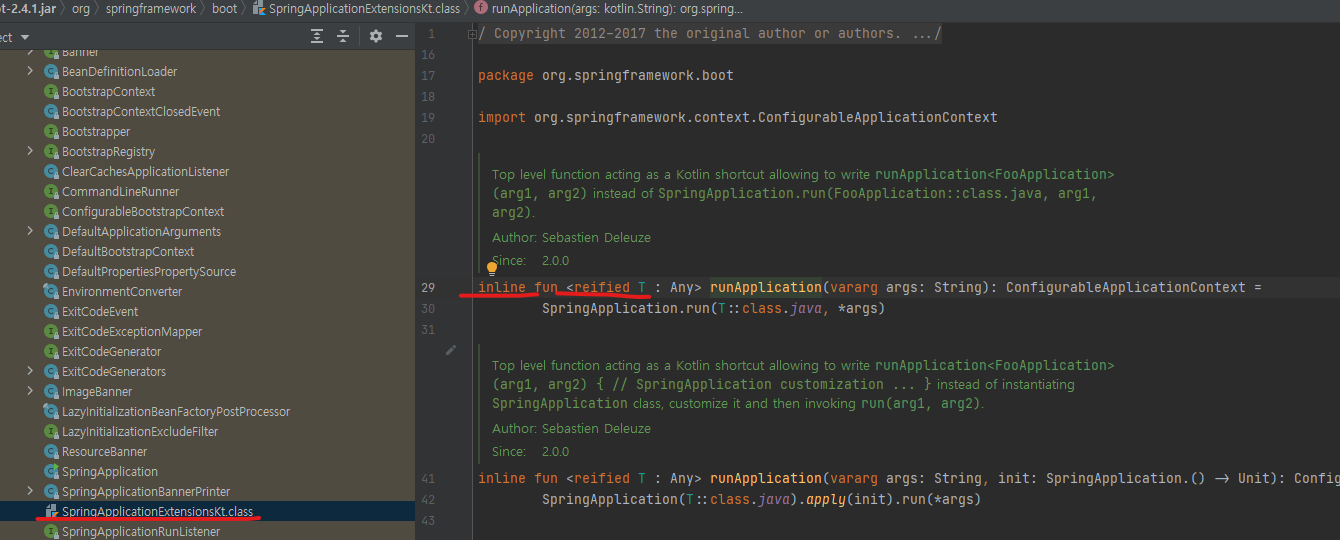 ot-2.4.1.jar › org › springframework › boot › SpringApplicationExtensionsKt.class › runApplication(args: kotlin.String): org.spring...
ect
Banner
BeanDefinitionLoader
BootstrapContext
BootstrapContextClosedEvent
Bootstrapper
BootstrapRegistry
ClearCachesApplicationListener
CommandLineRunner
ConfigurableBootstrapContext
DefaultApplicationArguments
DefaultBootstrapContext
DefaultPropertiesPropertySource
EnvironmentConverter
ExitCodeEvent
ExitCodeExceptionMapper
ExitCodeGenerator
ExitCodeGenerators
ImageBanner
LazyInitializationBeanFactoryPostProcessor
LazyInitializationExcludeFilter
ResourceBanner
SpringApplication
SpringApplicationBannerPrinter
SpringApplicationExtensionsKt.class
SpringApplicationRunListener
1 / Copyright 2012-2017 the original author or authors. .../
16
17 package org.springframework.boot
18
19 import org.springframework.context.ConfigurableApplicationContext
20
Top level function acting as a Kotlin shortcut allowing to write runApplication<FooApplication>
(arg1, arg2) instead of SpringApplication.run(FooApplication::class.java, arg1,
arg2).
Author: Sebastien Deleuze
Since: 2.0.0
29 inline fun <reified T : Any> runApplication(vararg args: String): ConfigurableApplicationContext =
30 SpringApplication.run(T::class.java, *args)
31
Top level function acting as a Kotlin shortcut allowing to write runApplication<FooApplication>
(arg1, arg2) { // SpringApplication customization ... } instead of instantiating
SpringApplication class, customize it and then invoking run(arg1, arg2).
Author: Sebastien Deleuze
Since: 2.0.0
41 inline fun <reified T : Any> runApplication(vararg args: String, init: SpringApplication.() -> Unit): Config
42 SpringApplication(T::class.java).apply(init).run(*args)
43